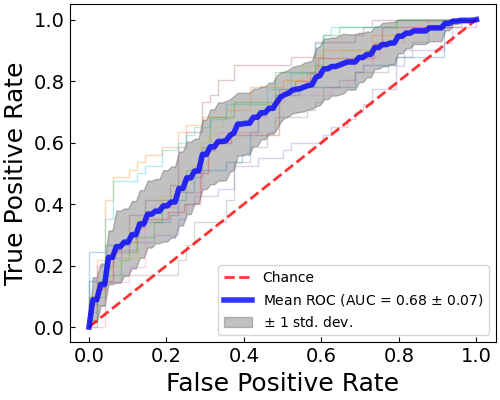 True Positive Rate
1.0
0.8
0.6
0.4
0.2
0.0
Chance
Mean ROC (AUC = 0.68 ± 0.07)
± 1 std. dev.
0.0 0.2 0.4 0.6 0.8 1.0
False Positive Rate